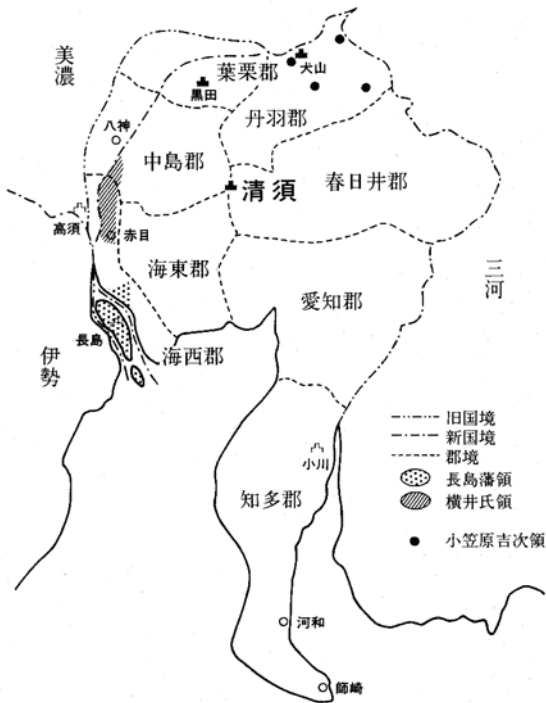 美濃
葉栗郡
犬山
黒田
丹羽郡
八神
中島郡
清須
春日井郡
高須
赤目
海東郡
愛知郡
三河
長島
伊勢
海西郡
小川
知多郡
河和
師崎
旧国境
新国境
郡境
長島藩領
横井氏領
小笠原吉次領